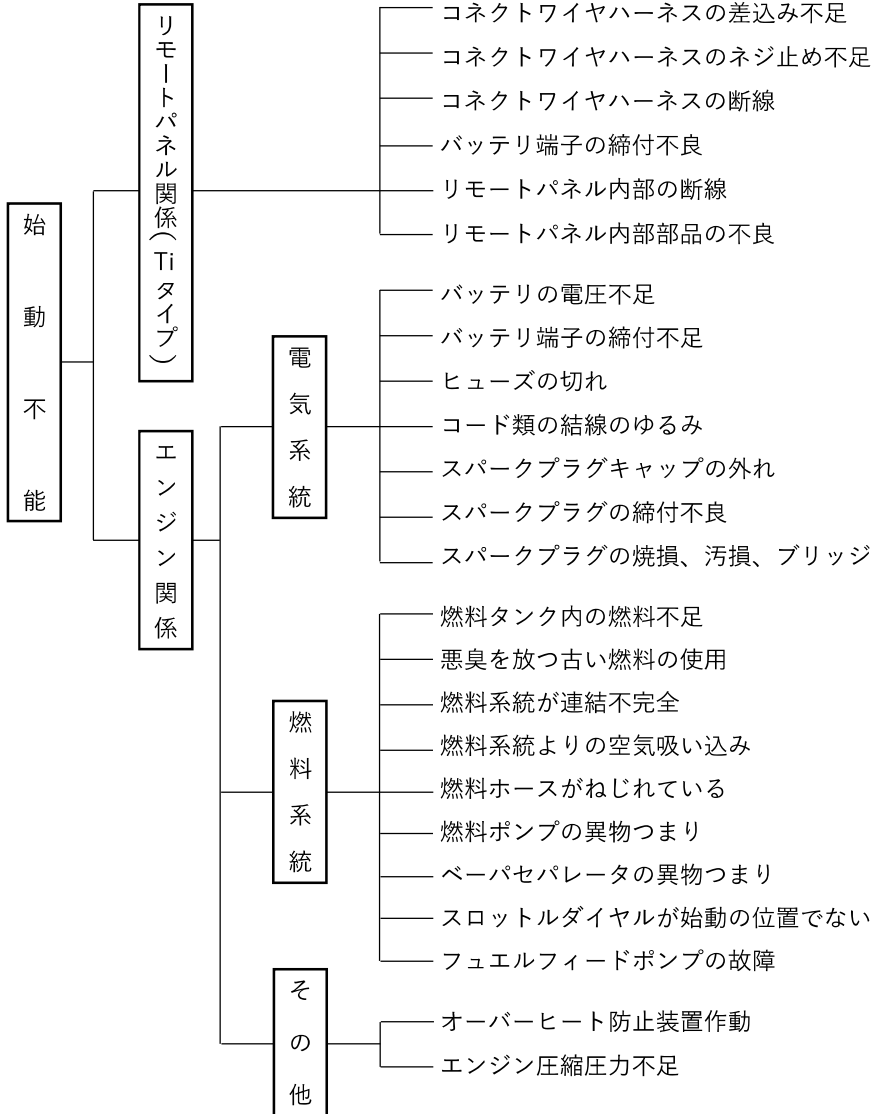 始動不能
リモートパネル関係(Tiタイプ)
コネクトワイヤハーネスの差込み不足
コネクトワイヤハーネスのネジ止め不足
コネクトワイヤハーネスの断線
バッテリ端子の締付不良
リモートパネル内部の断線
リモートパネル内部部品の不良
エンジン関係
電気系統
バッテリの電圧不足
バッテリ端子の締付不足
ヒューズの切れ
コード類の結線のゆるみ
スパークプラグキャップの外れ
スパークプラグの締付不良
スパークプラグの焼損、汚損、ブリッジ
燃料系統
燃料タンク内の燃料不足
悪臭を放つ古い燃料の使用
燃料系統が連結不完全
燃料系統よりの空気吸い込み
燃料ホースがねじれている
燃料ポンプの異物つまり
ベーパセパレータの異物つまり
スロットルダイヤルが始動の位置でない
フュエルフィードポンプの故障
その他
オーバーヒート防止装置作動
エンジン圧縮圧力不足